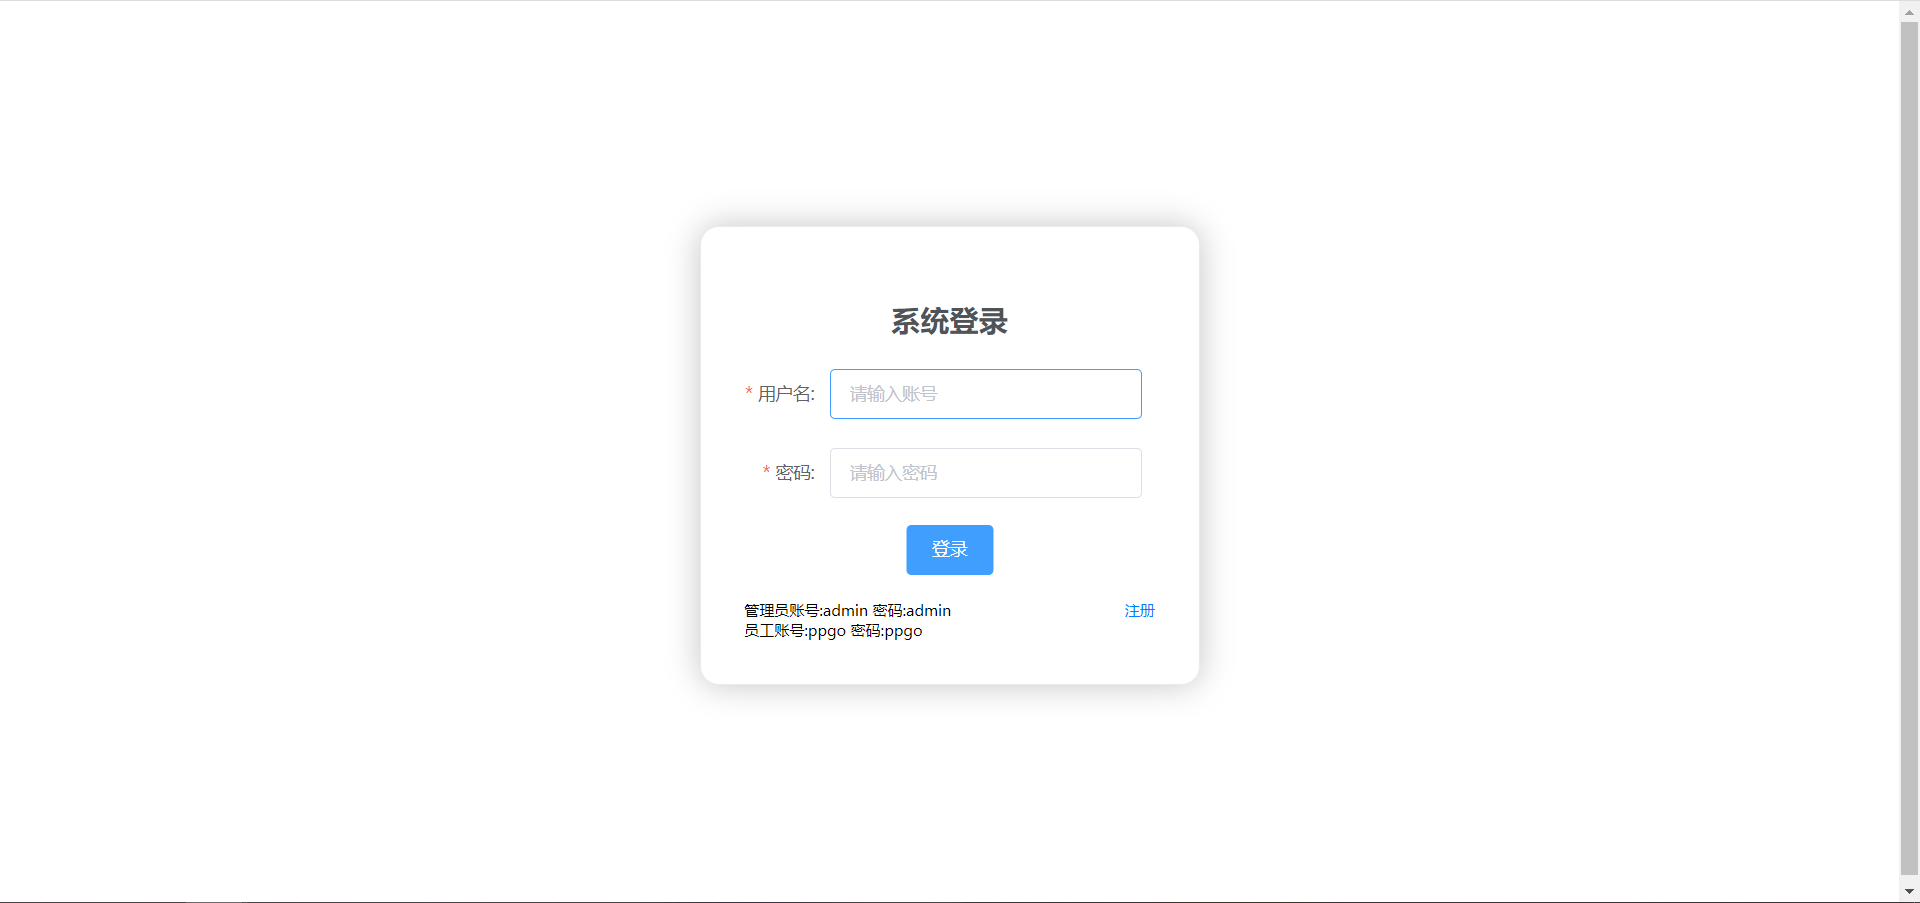 系统登录
* 用户名: 请输入账号
* 密码: 请输入密码
登录
管理员账号:admin 密码:admin 注册
员工账号:ppgo 密码:ppgo